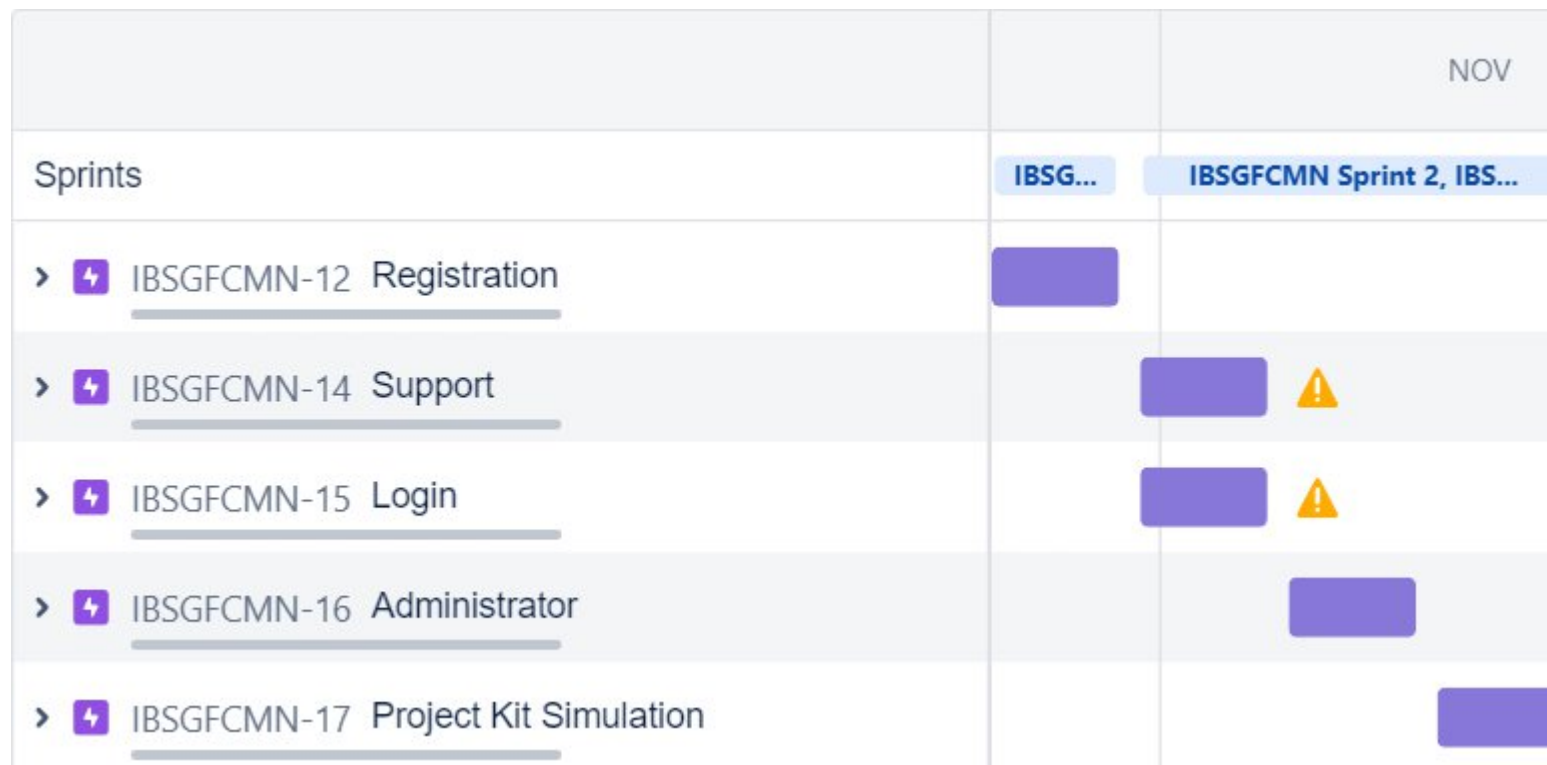 NOV
Sprints IBSG... IBSGFCMN Sprint 2, IBS...
IBSGFCMN-12 Registration
IBSGFCMN-14 Support
IBSGFCMN-15 Login
IBSGFCMN-16 Administrator
IBSGFCMN-17 Project Kit Simulation